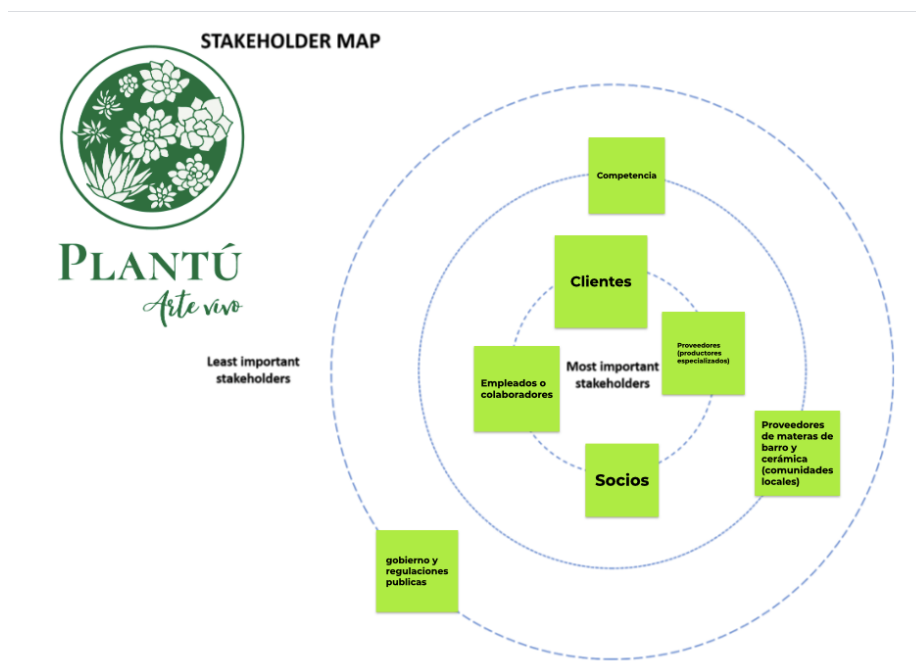 STAKEHOLDER MAP
PLANTÚ
Arte vivo
Competencia
Clientes
Proveedores
(productores
especializados)
Least important
stakeholders
Most important
stakeholders
Empleados o
colaboradores
Proveedores
de materas de
barro y
cerámica
(comunidades
locales)
Socios
gobierno y
regulaciones
publicas